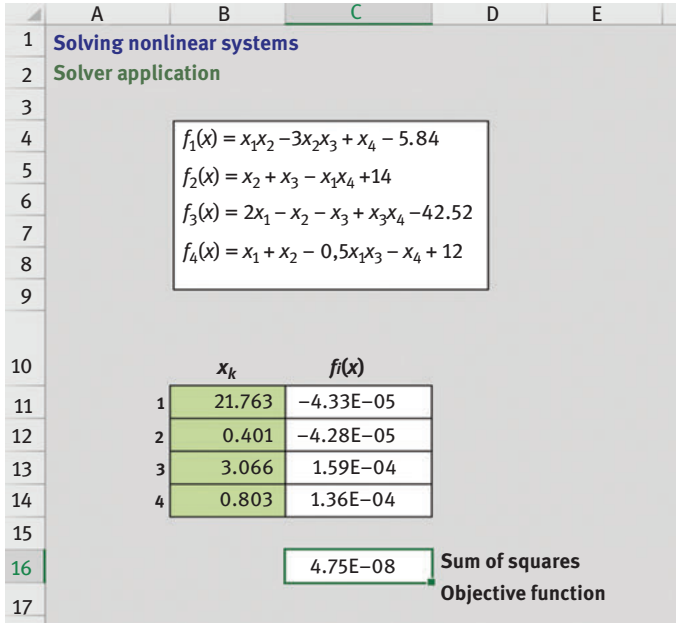 A B C D E
1 Solving nonlinear systems
2 Solver application
3
4 f₁(x) = x₁x₂ −3x₂x₃ + x₄ − 5.84
5 f₂(x) = x₂ + x₃ − x₁x₄ +14
6 f₃(x) = 2x₁ − x₂ − x₃ + x₃x₄ −42.52
7
8 f₄(x) = x₁ + x₂ − 0,5x₁x₃ − x₄ + 12
9
10 xₖ fi(x)
11 1 21.763 −4.33E−05
12 2 0.401 −4.28E−05
13 3 3.066 1.59E−04
14 4 0.803 1.36E−04
15
16 4.75E−08 Sum of squares
17 Objective function